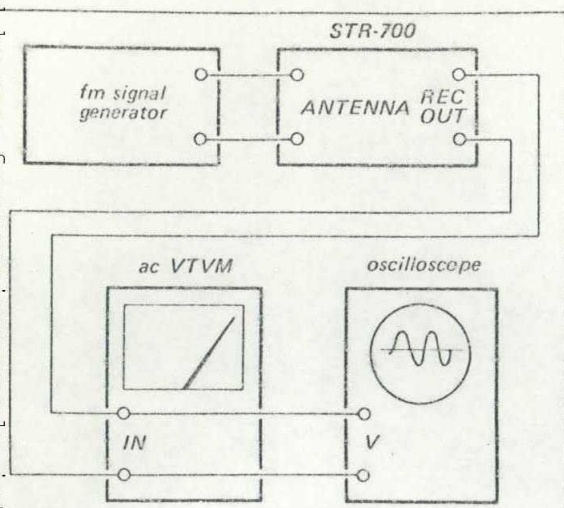 STR-700
fm signal
generator
ANTENNA
REC
OUT
ac VTVM
oscilloscope
IN
V